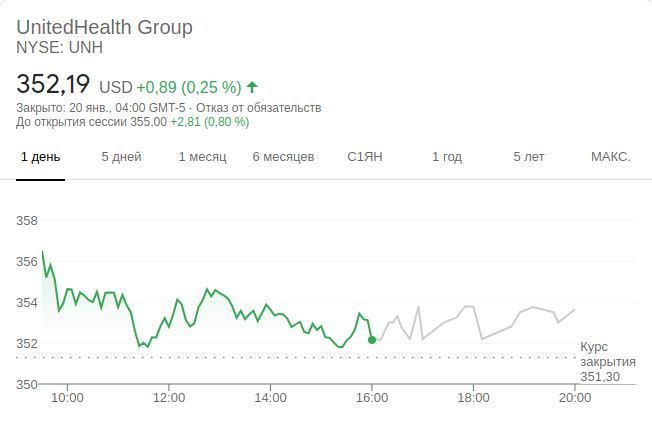 UnitedHealth Group
NYSE: UNH
352,19 USD +0,89 (0,25 %)
Закрыто: 20 янв., 04:00 GMT-5 · Отказ от обязательств
До открытия сессии 355,00 +2,81 (0,80 %)
1 день 5 дней 1 месяц 6 месяцев С1ЯН 1 год 5 лет МАКС.
358
356
354
352
350
Курс
закрытия
351,30
10:00 12:00 14:00 16:00 18:00 20:00